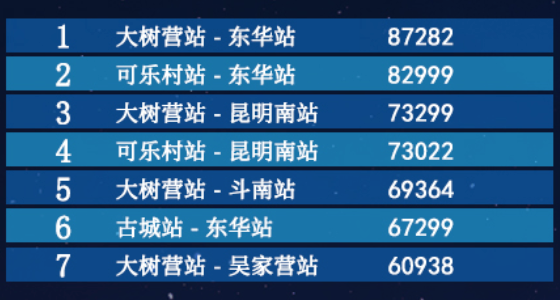 1 大树营站 - 东华站 87282
2 可乐村站 - 东华站 82999
3 大树营站 - 昆明南站 73299
4 可乐村站 - 昆明南站 73022
5 大树营站 - 斗南站 69364
6 古城站 - 东华站 67299
7 大树营站 - 吴家营站 60938